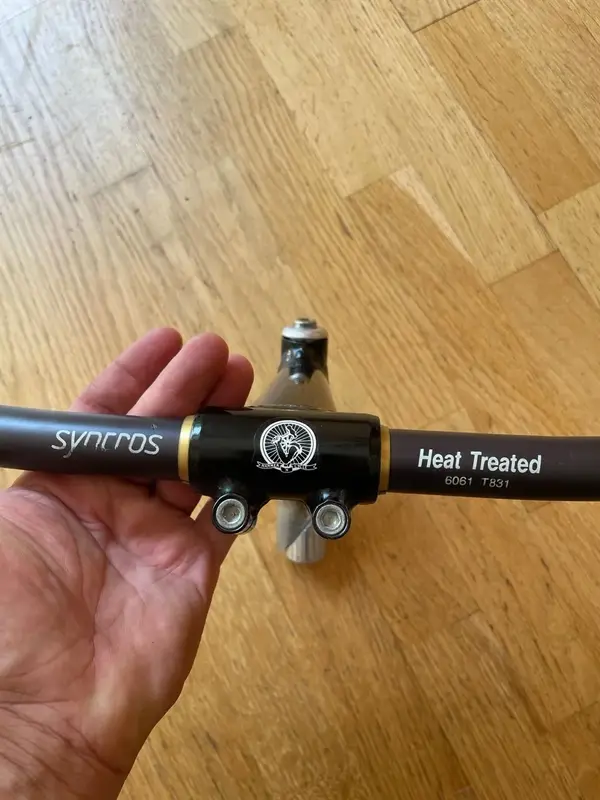 syncros
Heat Treated
6061 T831